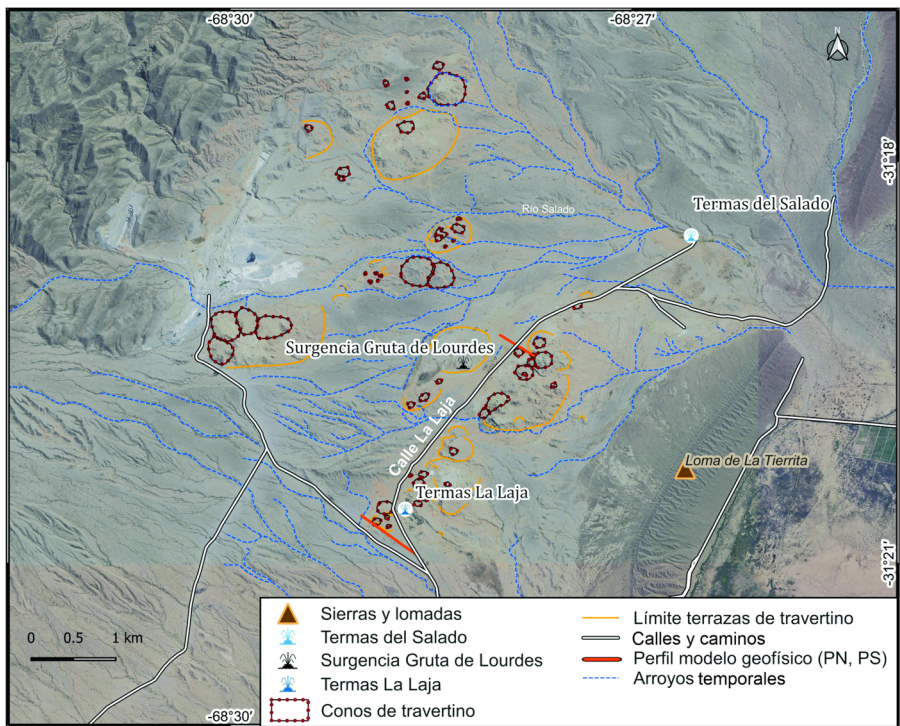 -68°30'
-68°27'
N
-31°18'
Termas del Salado
Río Salado
Surgencia Gruta de Lourdes
Calle La Laja
Loma de La Tierrita
Termas La Laja
-31°21'
0 0.5 1 km
Sierras y lomadas
Termas del Salado
Surgencia Gruta de Lourdes
Termas La Laja
Conos de travertino
Límite terrazas de travertino
Calles y caminos
Perfil modelo geofísico (PN, PS)
Arroyos temporales
-68°30'